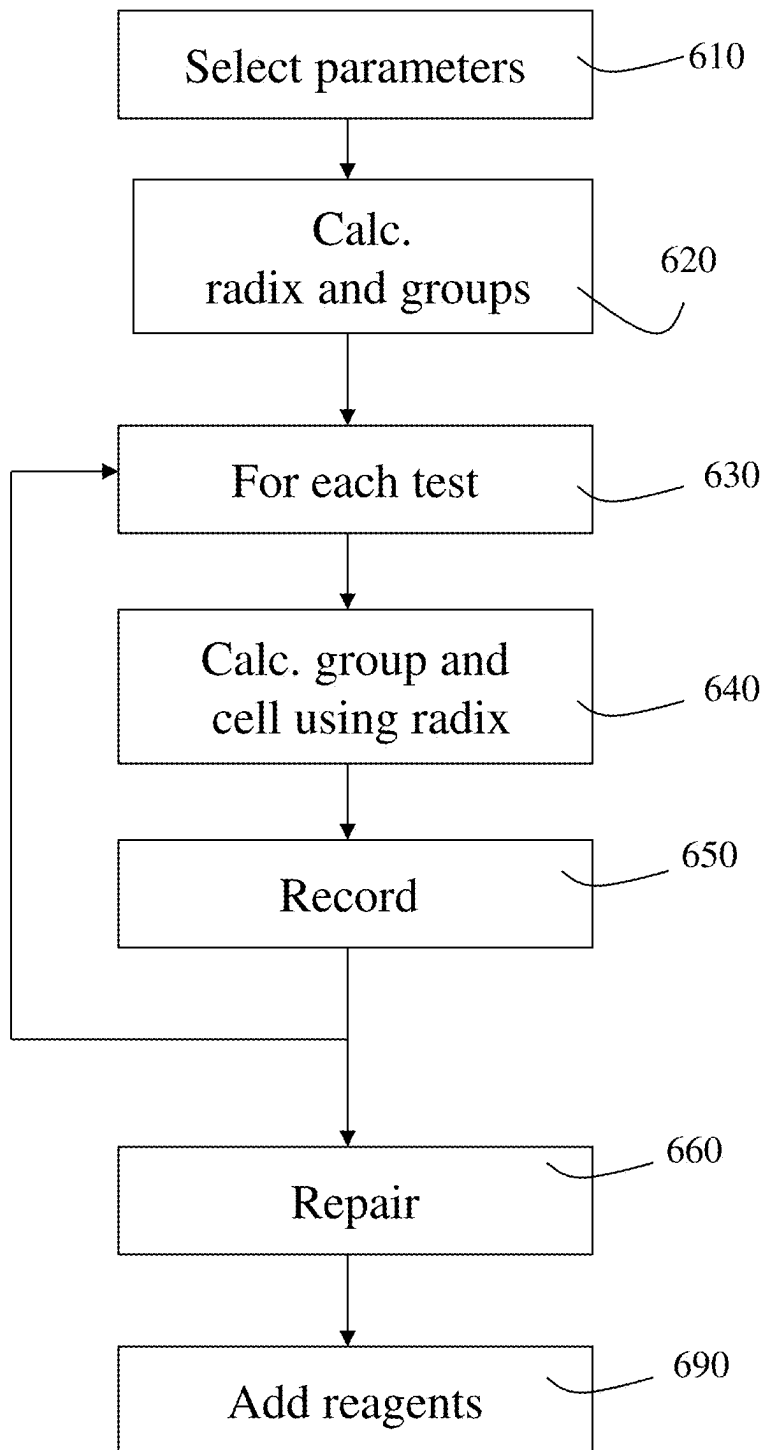 Select parameters
610
Calc.
radix and groups
620
For each test
630
Calc. group and
cell using radix
640
Record
650
Repair
660
Add reagents
690